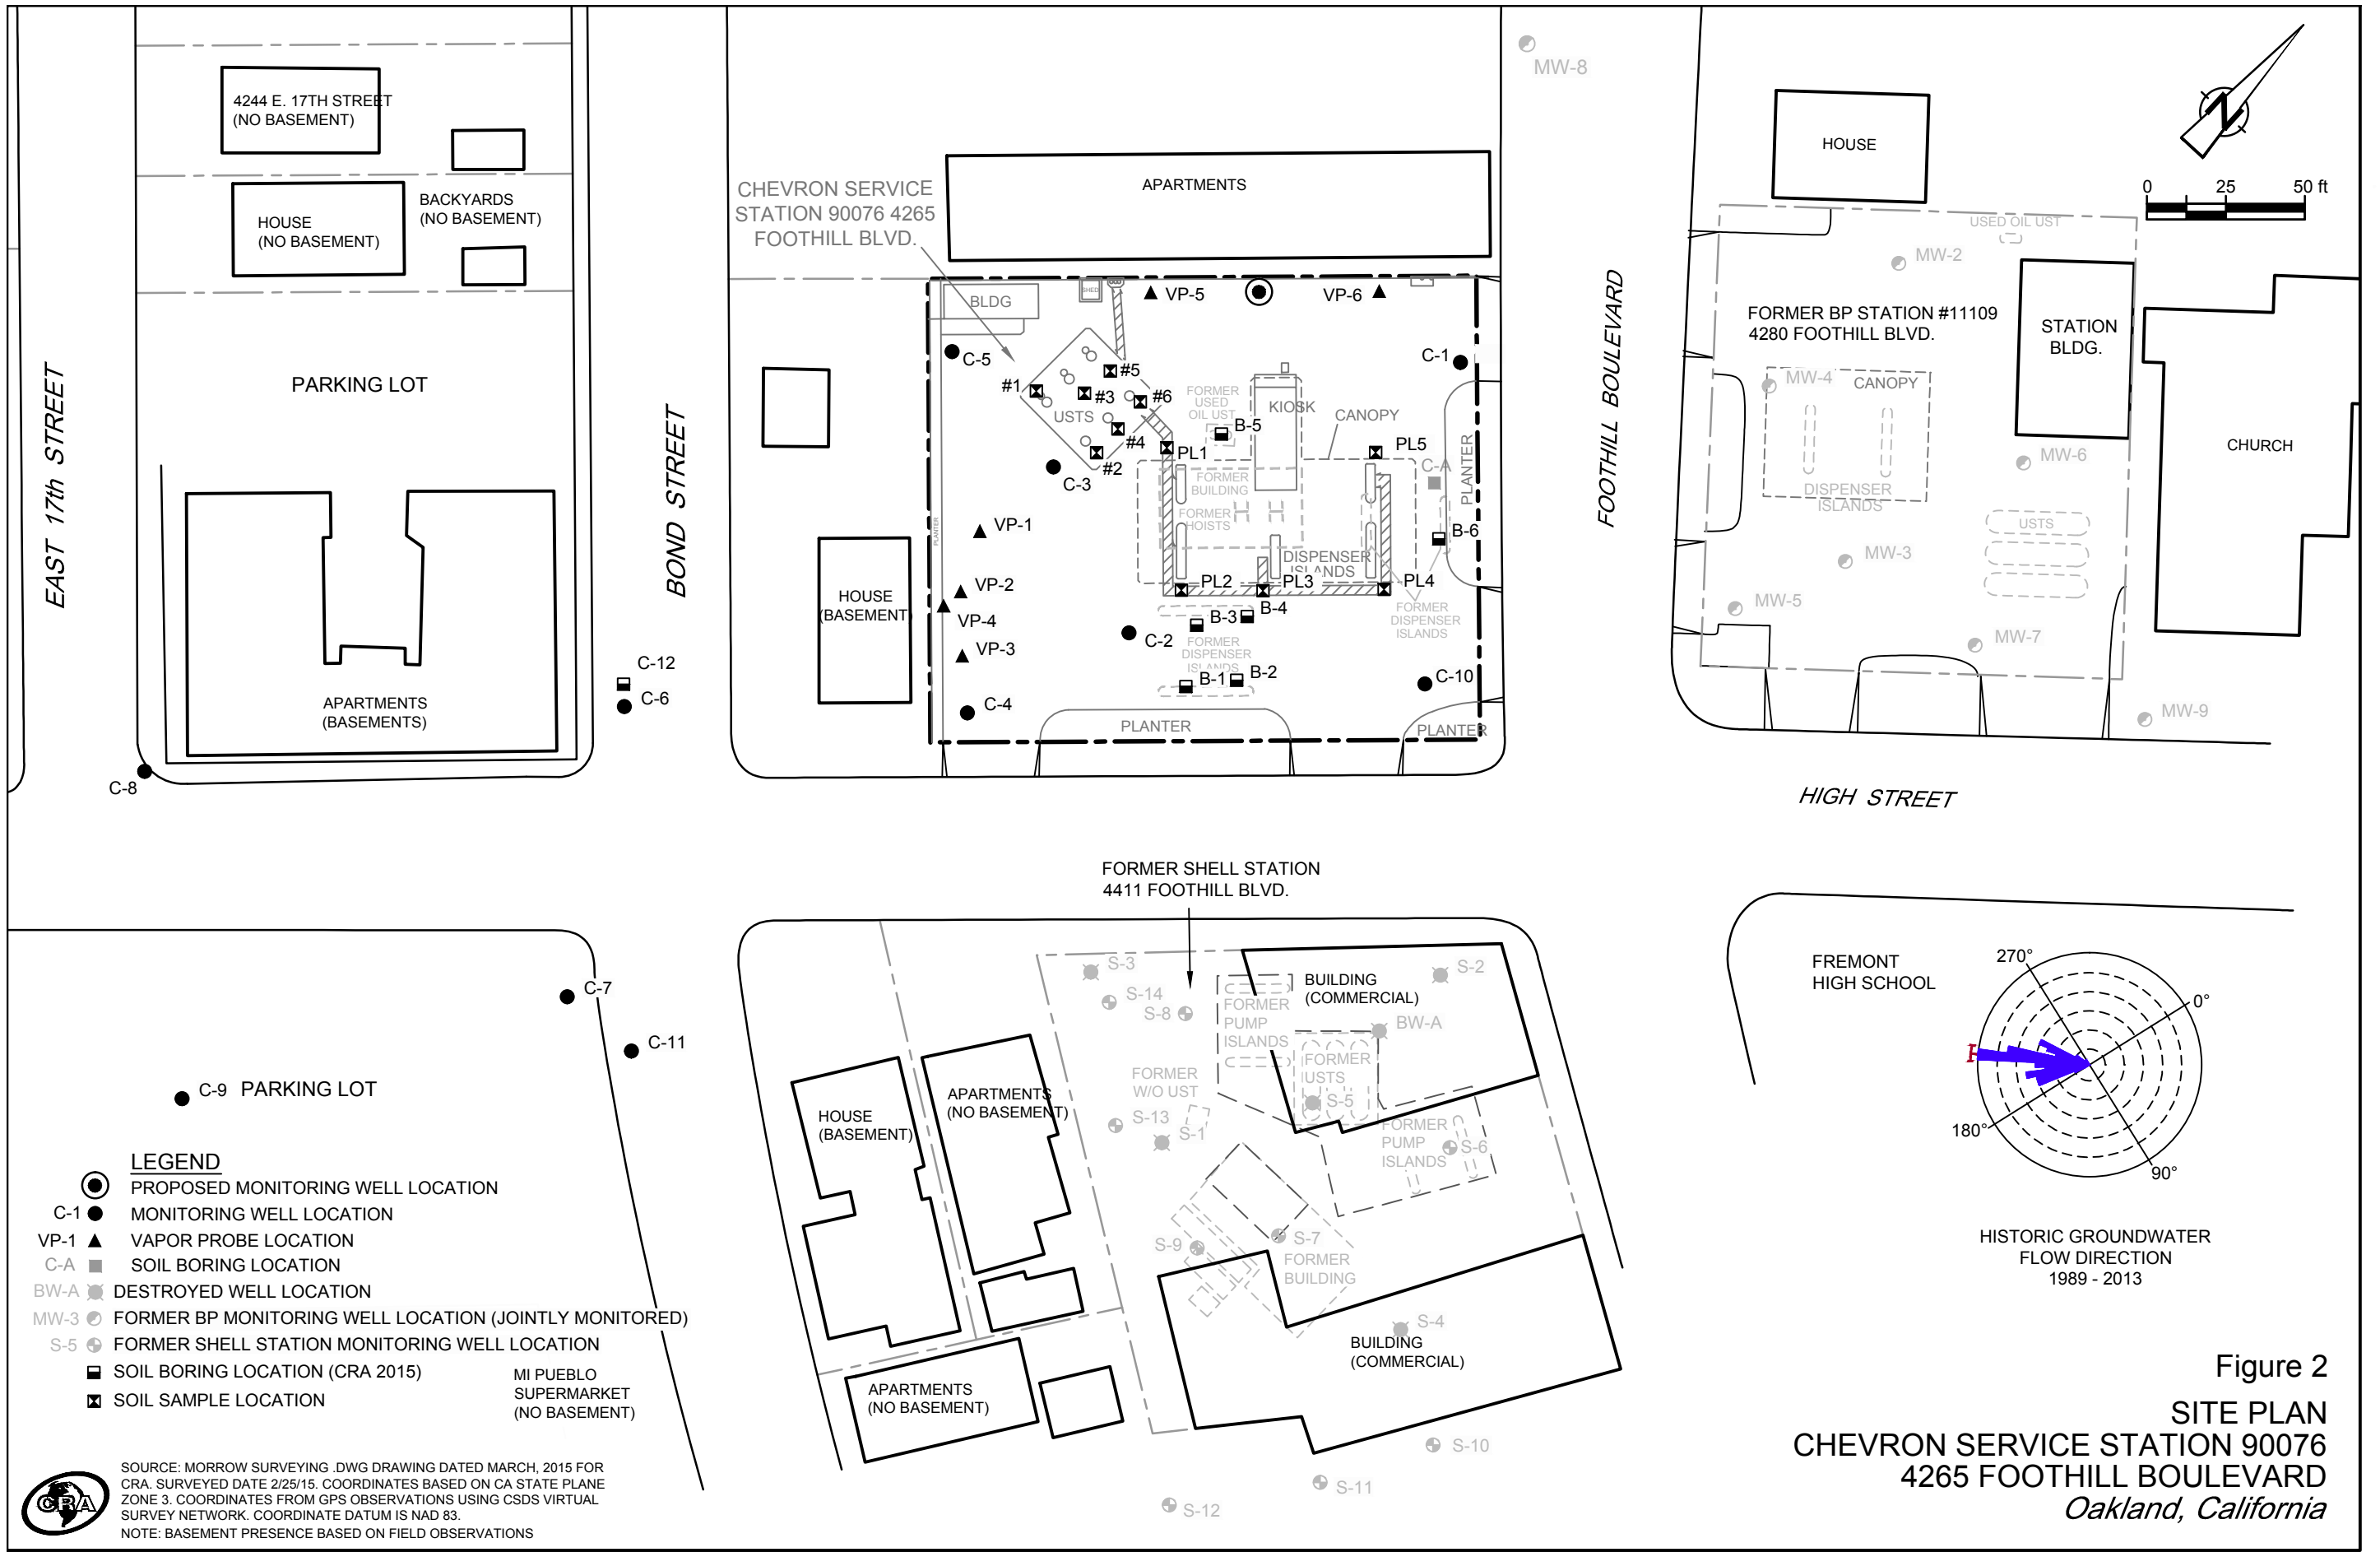 MW-8
4244 E. 17TH STREET
(NO BASEMENT)
HOUSE
(NO BASEMENT)
BACKYARDS
(NO BASEMENT)
PARKING LOT
EAST 17th STREET
BOND STREET
APARTMENTS
(BASEMENTS)
C-12
C-6
C-8
CHEVRON SERVICE
STATION 90076 4265
FOOTHILL BLVD.
APARTMENTS
BLDG
SHED
VP-5
VP-6
C-5
C-1
#1
#5
#3
#6
USTS
#4
#2
C-3
FORMER
USED
OIL UST
B-5
KIOSK
CANOPY
PL1
PL5
C-A
PLANTER
FORMER
BUILDING
FORMER
HOISTS
VP-1
PLANTER
B-6
DISPENSER
ISLANDS
VP-2
VP-4
VP-3
PL2
PL3
PL4
B-3
B-4
FORMER
DISPENSER
ISLANDS
C-2
FORMER
DISPENSER
ISLANDS
B-1
B-2
C-10
C-4
PLANTER
PLANTER
HOUSE
(BASEMENT)
FOOTHILL BOULEVARD
HOUSE
N
0 25 50 ft
USED OIL UST
MW-2
FORMER BP STATION #11109
4280 FOOTHILL BLVD.
STATION
BLDG.
MW-4
CANOPY
CHURCH
MW-6
DISPENSER
ISLANDS
USTS
MW-3
MW-5
MW-7
MW-9
HIGH STREET
FORMER SHELL STATION
4411 FOOTHILL BLVD.
C-7
C-11
C-9
PARKING LOT
S-3
S-14
S-8
FORMER
PUMP
ISLANDS
BUILDING
(COMMERCIAL)
S-2
BW-A
FORMER
USTS
S-5
FORMER
W/O UST
S-13
S-1
FORMER
PUMP
ISLANDS
S-6
HOUSE
(BASEMENT)
APARTMENTS
(NO BASEMENT)
S-9
S-7
FORMER
BUILDING
S-4
BUILDING
(COMMERCIAL)
APARTMENTS
(NO BASEMENT)
S-10
S-11
S-12
FREMONT
HIGH SCHOOL
270°
0°
180°
90°
HISTORIC GROUNDWATER
FLOW DIRECTION
1989 - 2013
LEGEND
PROPOSED MONITORING WELL LOCATION
C-1 MONITORING WELL LOCATION
VP-1 VAPOR PROBE LOCATION
C-A SOIL BORING LOCATION
BW-A DESTROYED WELL LOCATION
MW-3 FORMER BP MONITORING WELL LOCATION (JOINTLY MONITORED)
S-5 FORMER SHELL STATION MONITORING WELL LOCATION
SOIL BORING LOCATION (CRA 2015)
SOIL SAMPLE LOCATION
MI PUEBLO
SUPERMARKET
(NO BASEMENT)
CRA
SOURCE: MORROW SURVEYING .DWG DRAWING DATED MARCH, 2015 FOR
CRA. SURVEYED DATE 2/25/15. COORDINATES BASED ON CA STATE PLANE
ZONE 3. COORDINATES FROM GPS OBSERVATIONS USING CSDS VIRTUAL
SURVEY NETWORK. COORDINATE DATUM IS NAD 83.
NOTE: BASEMENT PRESENCE BASED ON FIELD OBSERVATIONS
Figure 2
SITE PLAN
CHEVRON SERVICE STATION 90076
4265 FOOTHILL BOULEVARD
Oakland, California